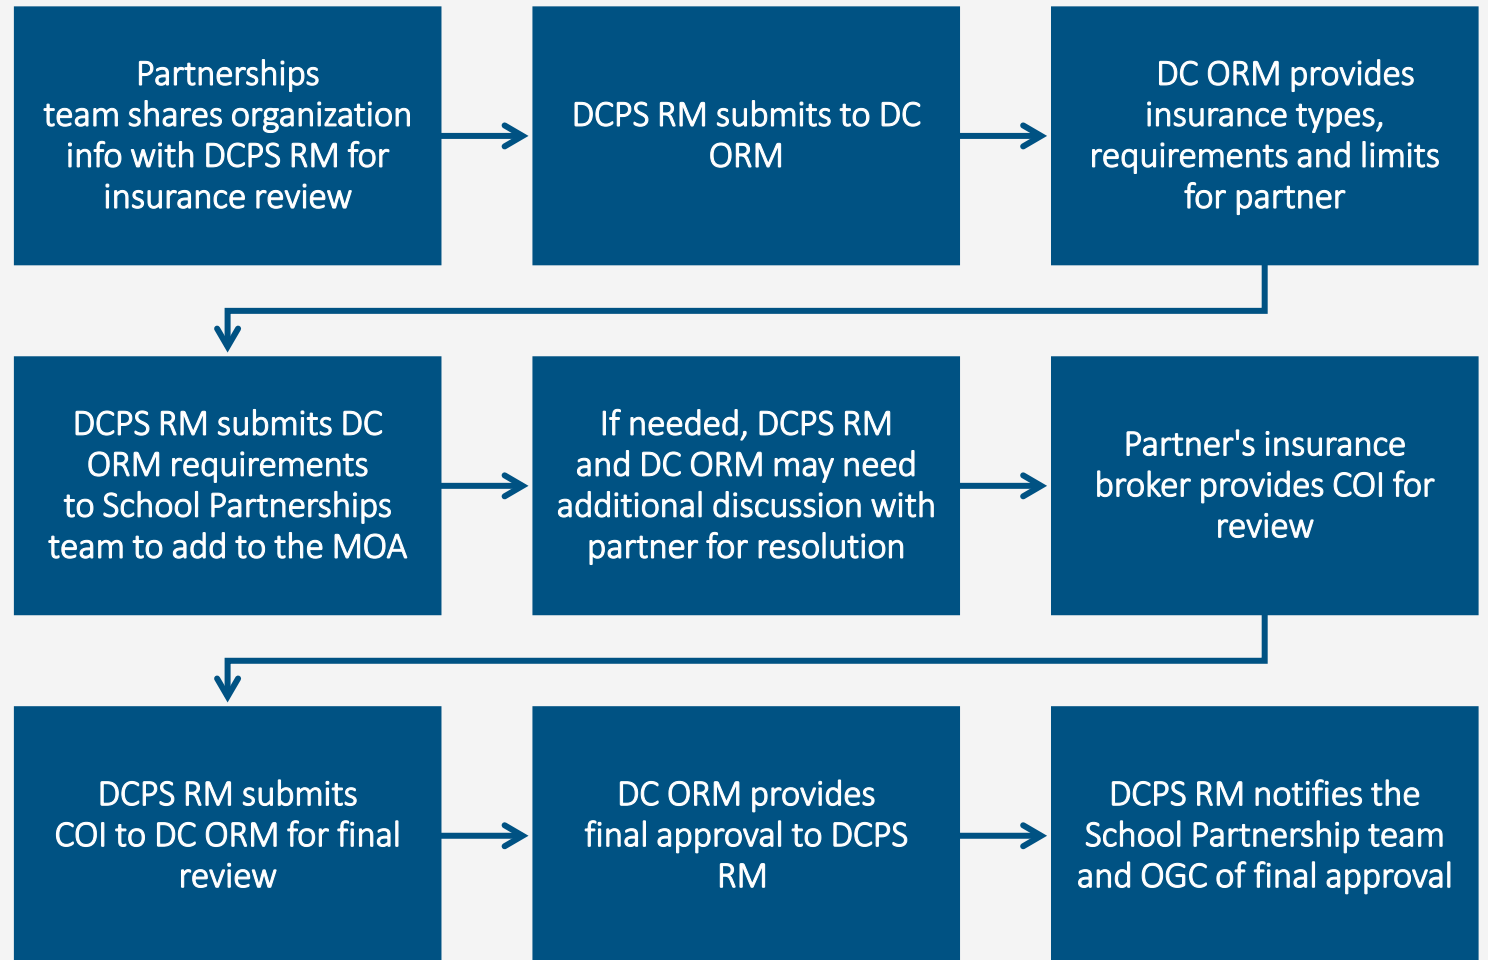 Partnerships
team shares organization
info with DCPS RM for
insurance review
DCPS RM submits to DC
ORM
DC ORM provides
insurance types,
requirements and limits
for partner
DCPS RM submits DC
ORM requirements
to School Partnerships
team to add to the MOA
If needed, DCPS RM
and DC ORM may need
additional discussion with
partner for resolution
Partner's insurance
broker provides COI for
review
DCPS RM submits
COI to DC ORM for final
review
DC ORM provides
final approval to DCPS
RM
DCPS RM notifies the
School Partnership team
and OGC of final approval